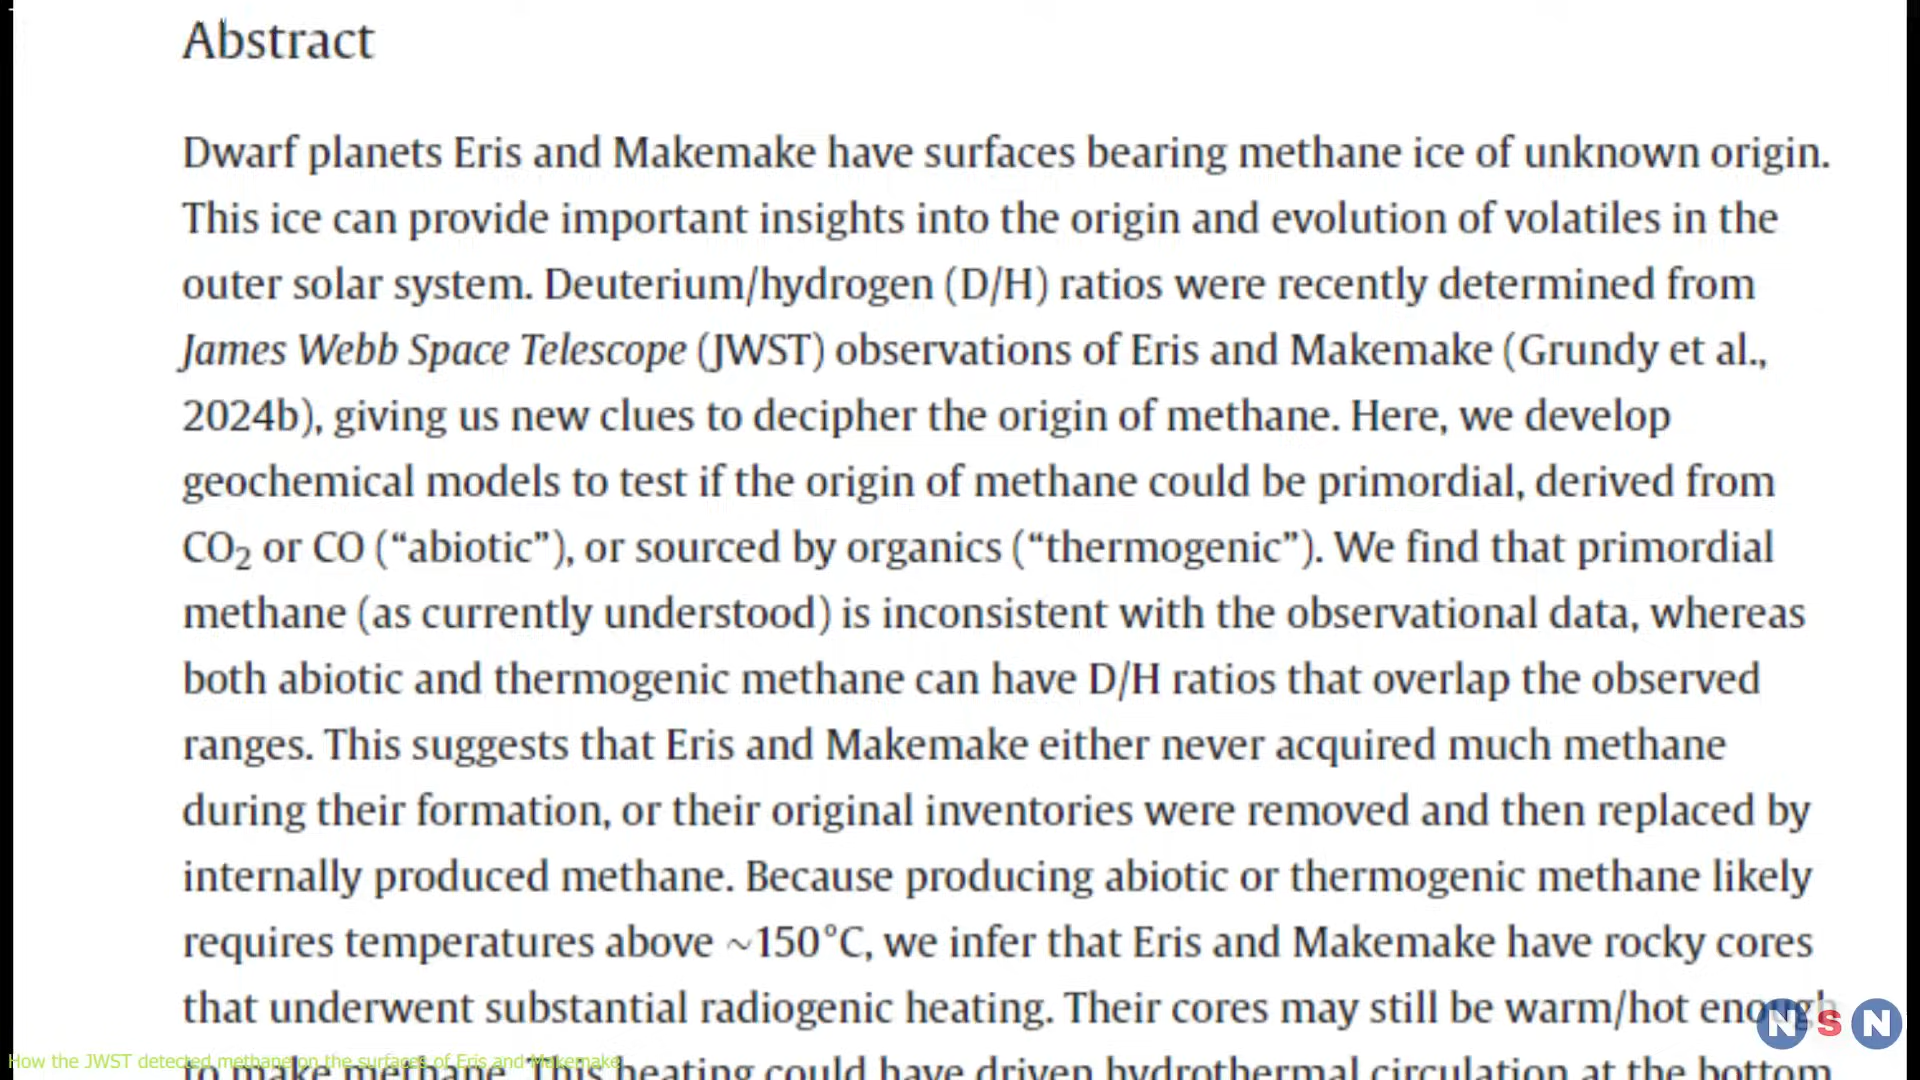 Abstract
Dwarf planets Eris and Makemake have surfaces bearing methane ice of unknown origin.
This ice can provide important insights into the origin and evolution of volatiles in the
outer solar system. Deuterium/hydrogen (D/H) ratios were recently determined from
James Webb Space Telescope (JWST) observations of Eris and Makemake (Grundy et al.,
2024b), giving us new clues to decipher the origin of methane. Here, we develop
geochemical models to test if the origin of methane could be primordial, derived from
CO₂ or CO (“abiotic”), or sourced by organics (“thermogenic”). We find that primordial
methane (as currently understood) is inconsistent with the observational data, whereas
both abiotic and thermogenic methane can have D/H ratios that overlap the observed
ranges. This suggests that Eris and Makemake either never acquired much methane
during their formation, or their original inventories were removed and then replaced by
internally produced methane. Because producing abiotic or thermogenic methane likely
requires temperatures above ~150°C, we infer that Eris and Makemake have rocky cores
that underwent substantial radiogenic heating. Their cores may still be warm/hot enough
NSN
How the JWST detected methane on the surfaces of Eris and Makemake
to make methane. This heating could have driven hydrothermal circulation at the bottom